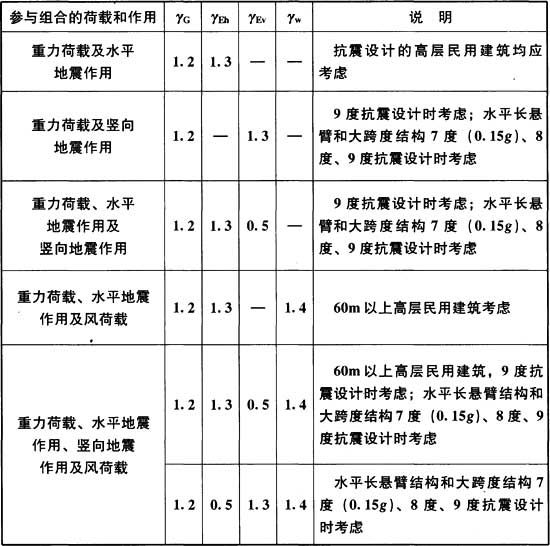 参与组合的荷载和作用 γG γEh γEv γw 说 明
重力荷载及水平
地震作用
1.2 1.3 — —
抗震设计的高层民用建筑均应
考虑
重力荷载及竖向
地震作用
1.2 — 1.3 —
9度抗震设计时考虑；水平长悬
臂和大跨度结构7度（0.15g）、8
度、9度抗震设计时考虑
重力荷载、水平
地震作用及
竖向地震作用
1.2 1.3 0.5 —
9度抗震设计时考虑；水平长悬
臂和大跨度结构7度（0.15g）、8
度、9度抗震设计时考虑
重力荷载、水平地震
作用及风荷载
1.2 1.3 — 1.4
60m以上高层民用建筑考虑
重力荷载、水平地震
作用、竖向地震
作用及风荷载
1.2 1.3 0.5 1.4
60m以上高层民用建筑，9度抗
震设计时考虑；水平长悬臂结构和
大跨度结构7度（0.15g）、8度、9
度抗震设计时考虑
1.2 0.5 1.3 1.4
水平长悬臂结构和大跨度结构7
度（0.15g）、8度、9度抗震设计
时考虑